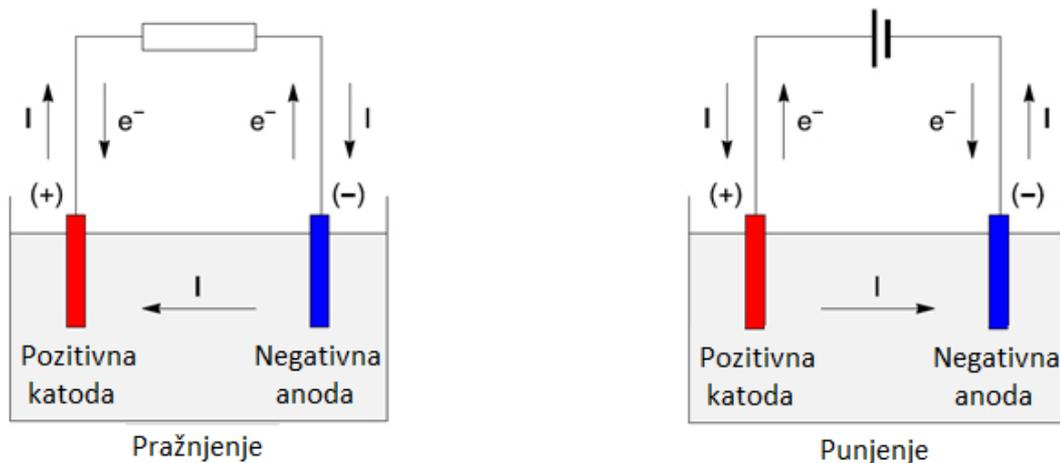 I e⁻ e⁻ I
(+) (−)
I
Pozitivna Negativna
katoda anoda
Pražnjenje
I e⁻ e⁻ I
(+) (−)
I
Pozitivna Negativna
katoda anoda
Punjenje